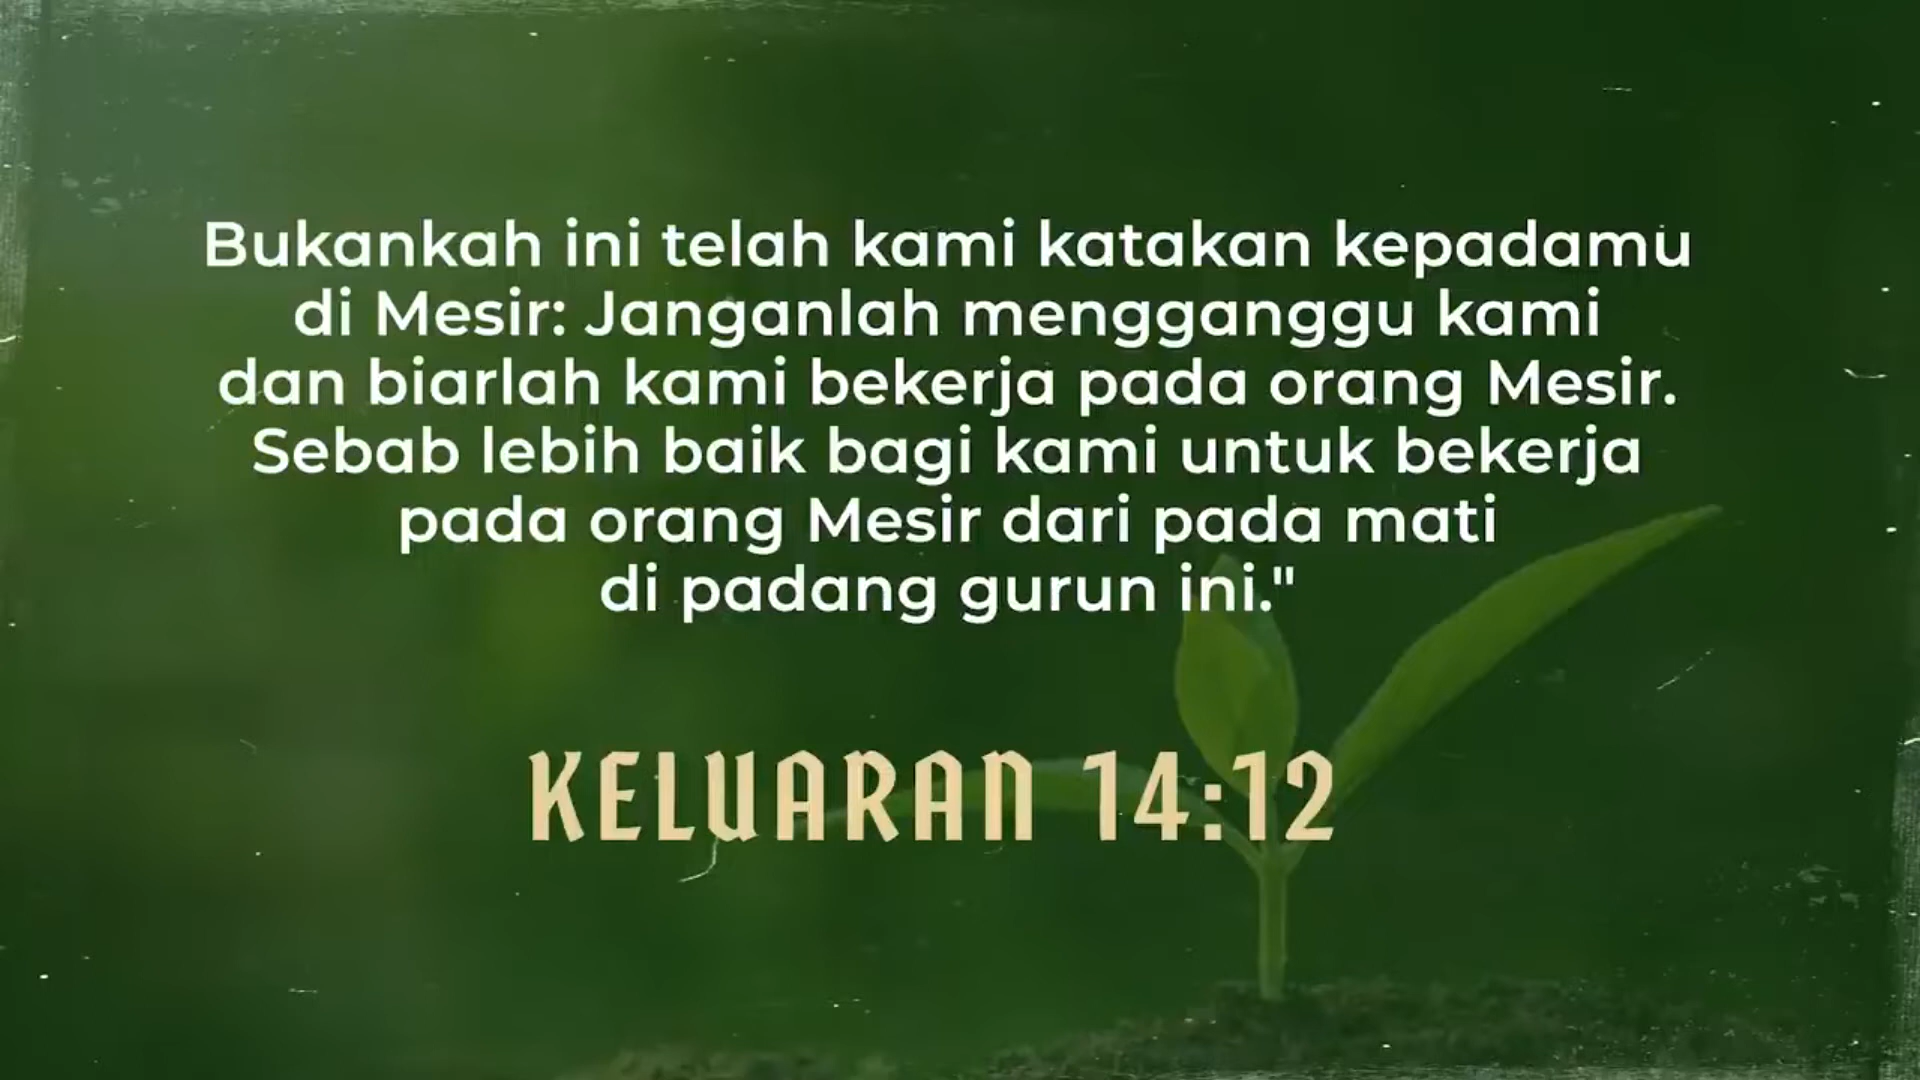 Bukankah ini telah kami katakan kepadamu
di Mesir: Janganlah mengganggu kami
dan biarlah kami bekerja pada orang Mesir.
Sebab lebih baik bagi kami untuk bekerja
pada orang Mesir dari pada mati
di padang gurun ini."
KELUARAN 14:12